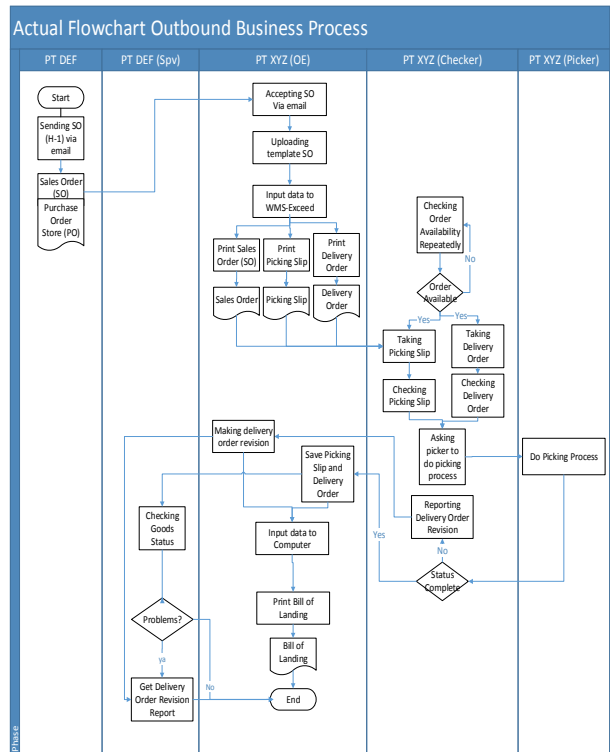 Actual Flowchart Outbound Business Process
PT DEF
PT DEF (Spv)
PT XYZ (OE)
PT XYZ (Checker)
PT XYZ (Picker)
Start
Sending SO
(H-1) via
email
Sales Order
(SO)
Purchase
Order
Store (PO)
Accepting SO
Via email
Uploading
template SO
Input data to
WMS-Exceed
Print Sales
Order (SO)
Print
Picking Slip
Print
Delivery
Order
Sales Order
Picking Slip
Delivery
Order
Checking
Order
Availability
Repeatedly
No
Order
Available
Yes
Yes
Taking
Picking Slip
Taking
Delivery
Order
Checking
Picking Slip
Checking
Delivery
Order
Asking
picker to
do picking
process
Do Picking Process
Making delivery
order revision
Save Picking
Slip and
Delivery
Order
Checking
Goods
Status
Input data to
Computer
Reporting
Delivery Order
Revision
Yes
No
Status
Complete
Print Bill of
Landing
Problems?
Bill of
Landing
ya
No
Get Delivery
Order Revision
Report
End
Phase